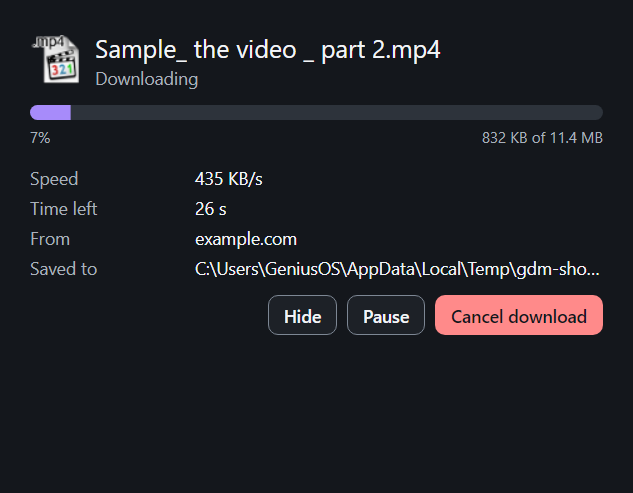 .mp4
321
Sample_ the video _ part 2.mp4
Downloading
7%
832 KB of 11.4 MB
Speed
435 KB/s
Time left
26 s
From
example.com
Saved to
C:\Users\GeniusOS\AppData\Local\Temp\gdm-sho...
Hide
Pause
Cancel download